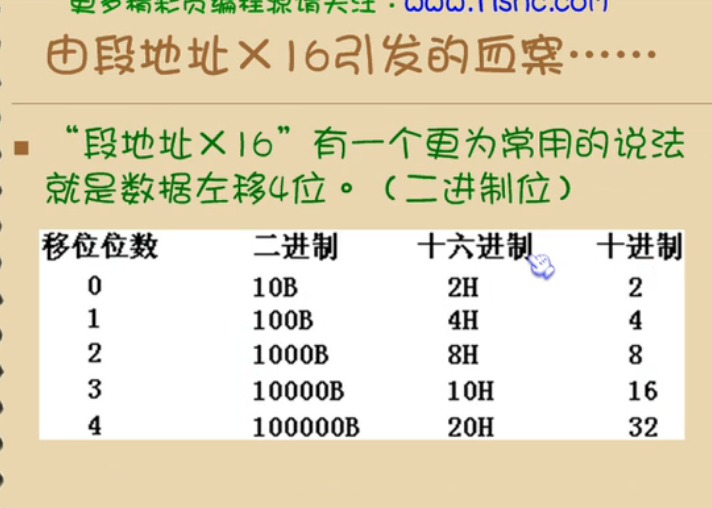 更多精彩页编程资请关注：www.fishc.com
由段地址×16引发的血案……
“段地址×16”有一个更为常用的说法
就是数据左移4位。（二进制位）
移位位数 二进制 十六进制 十进制
0 10B 2H 2
1 100B 4H 4
2 1000B 8H 8
3 10000B 10H 16
4 100000B 20H 32